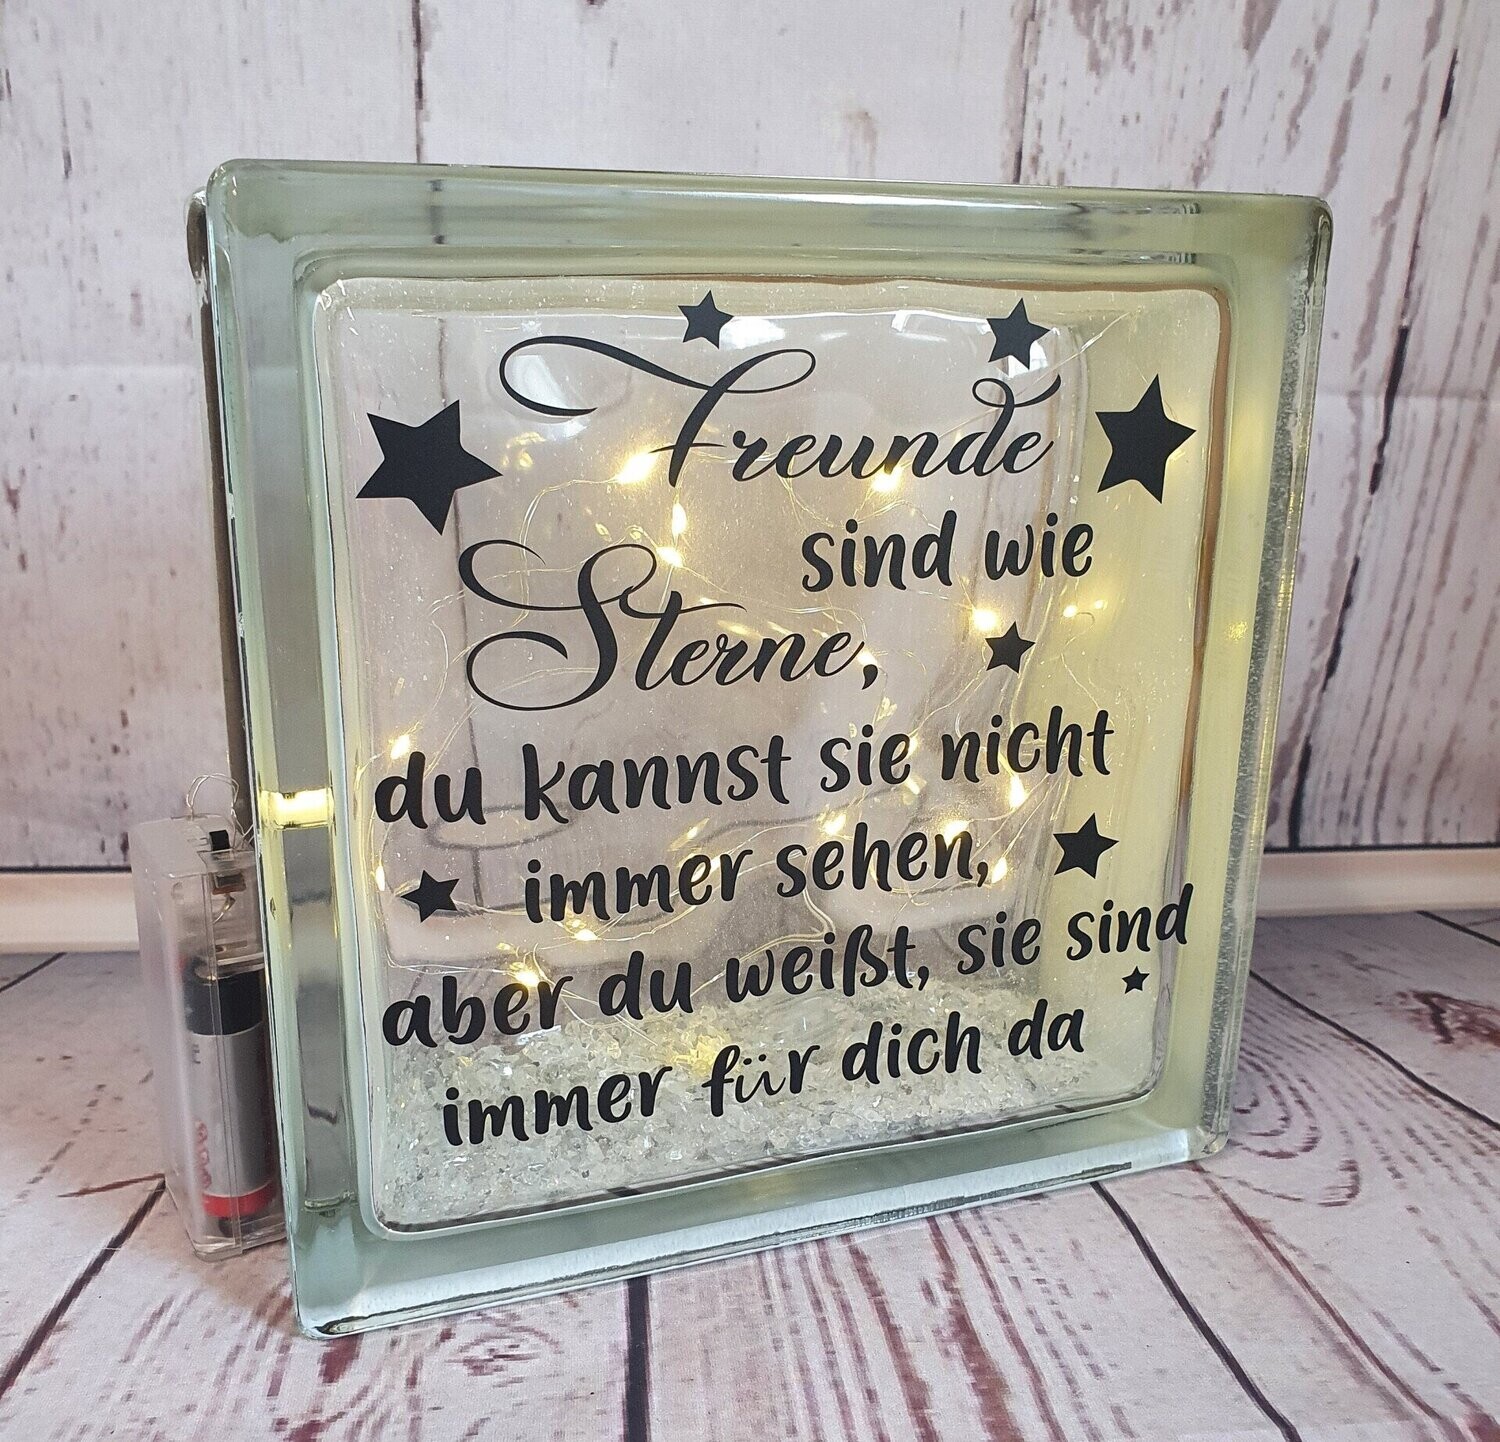 Freunde
sind wie
Sterne,
du kannst sie nicht
immer sehen,
aber du weißt, sie sind
immer für dich da